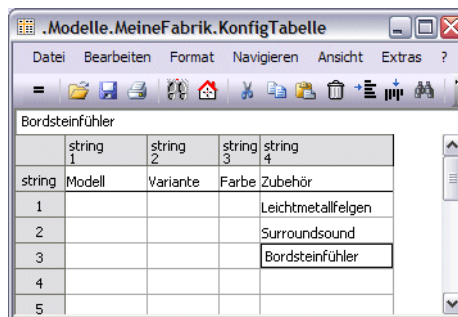 .Modelle.MeineFabrik.KonfigTabelle
Datei Bearbeiten Format Navigieren Ansicht Extras ?
Bordsteinfühler
string string string string
1 2 3 4
string Modell Variante Farbe Zubehör
1 Leichtmetallfelgen
2 Surroundsound
3 Bordsteinfühler
4
5